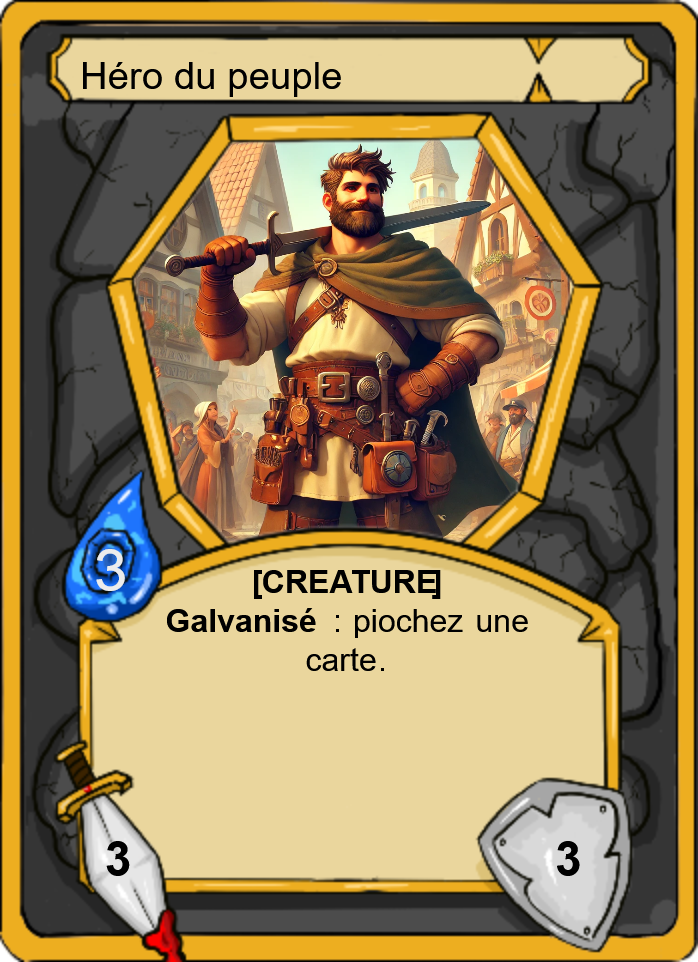 Héro du peuple
3
[CREATURE]
Galvanisé : piochez une
carte.
3
3